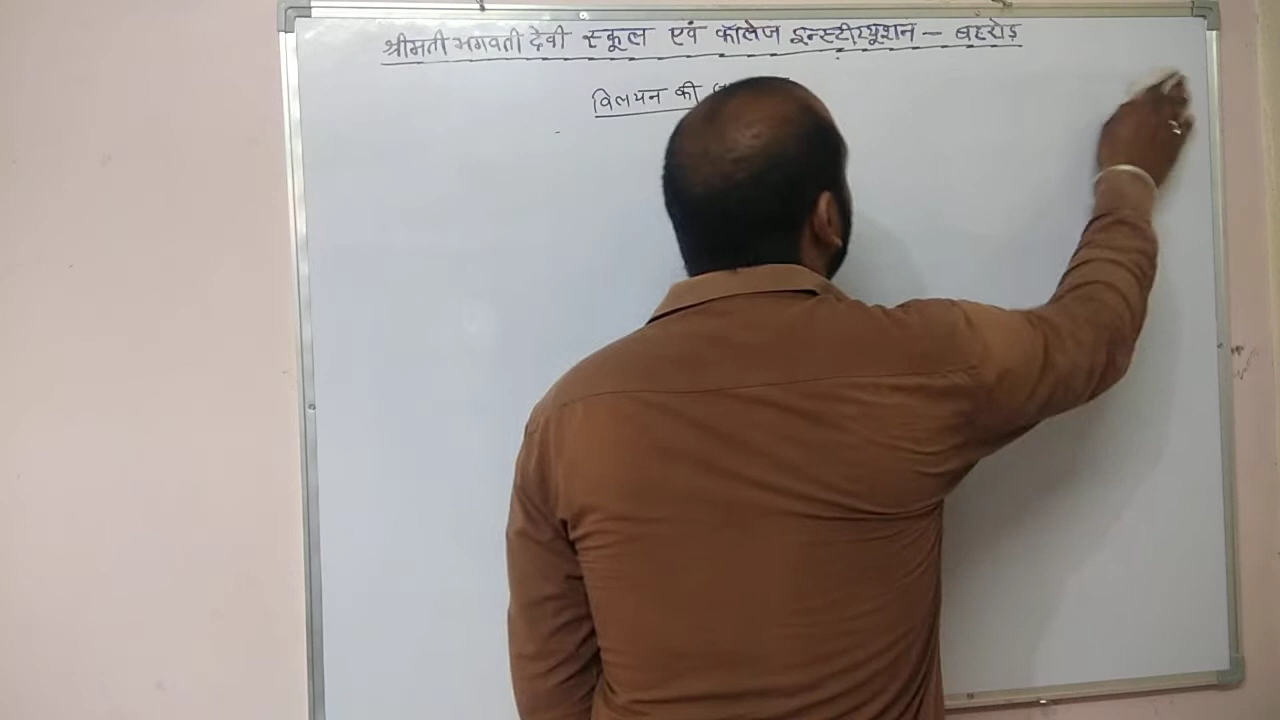 श्रीमती भगवती देवी स्कूल एवं कॉलेज इन्स्टीट्यूशन – बहरोड़
विलयन की